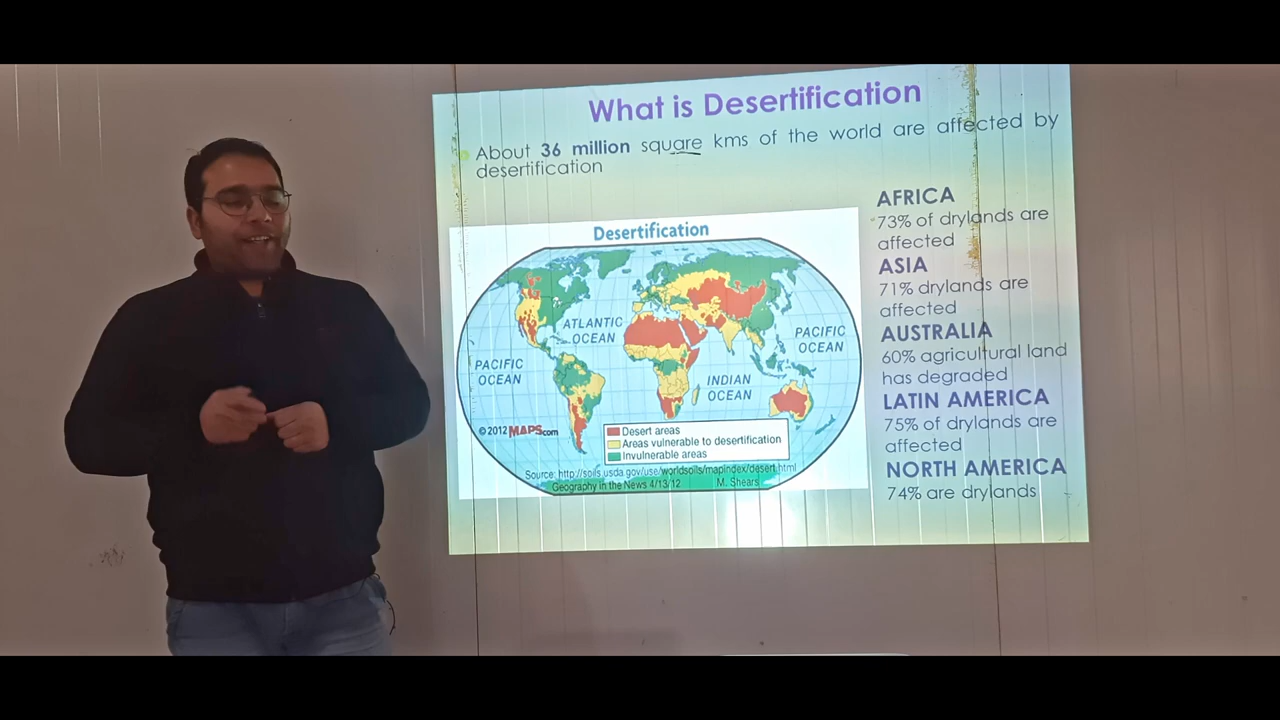 What is Desertification
About 36 million square kms of the world are affected by
desertification
Desertification
ATLANTIC
OCEAN
PACIFIC
OCEAN
PACIFIC
OCEAN
INDIAN
OCEAN
©2012 MAPS.com
Desert areas
Areas vulnerable to desertification
Invulnerable areas
Source: http://soils.usda.gov/use/worldsoils/mapindex/desert.html
Geography in the News 4/13/12 M. Shears
AFRICA
73% of drylands are
affected
ASIA
71% drylands are
affected
AUSTRALIA
60% agricultural land
has degraded
LATIN AMERICA
75% of drylands are
affected
NORTH AMERICA
74% are drylands